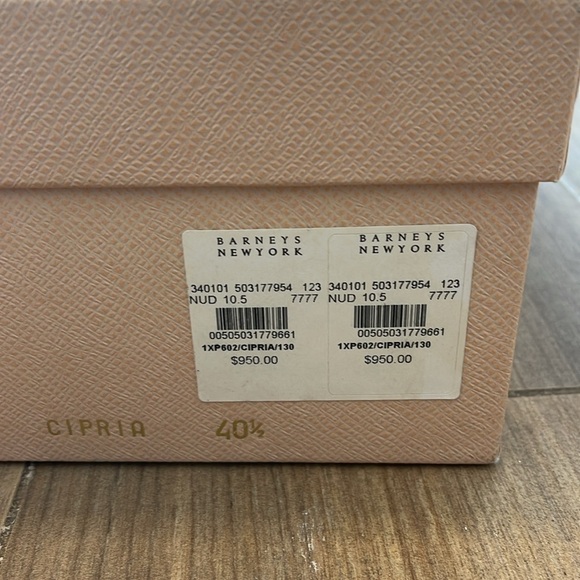 BARNEYS
NEWYORK
340101 503177954 123
NUD 10.5 7777
00505031779661
1XP602/CIPRIA/130
$950.00
BARNEYS
NEWYORK
340101 503177954 123
NUD 10.5 7777
00505031779661
1XP602/CIPRIA/130
$950.00
CIPRIA 40½